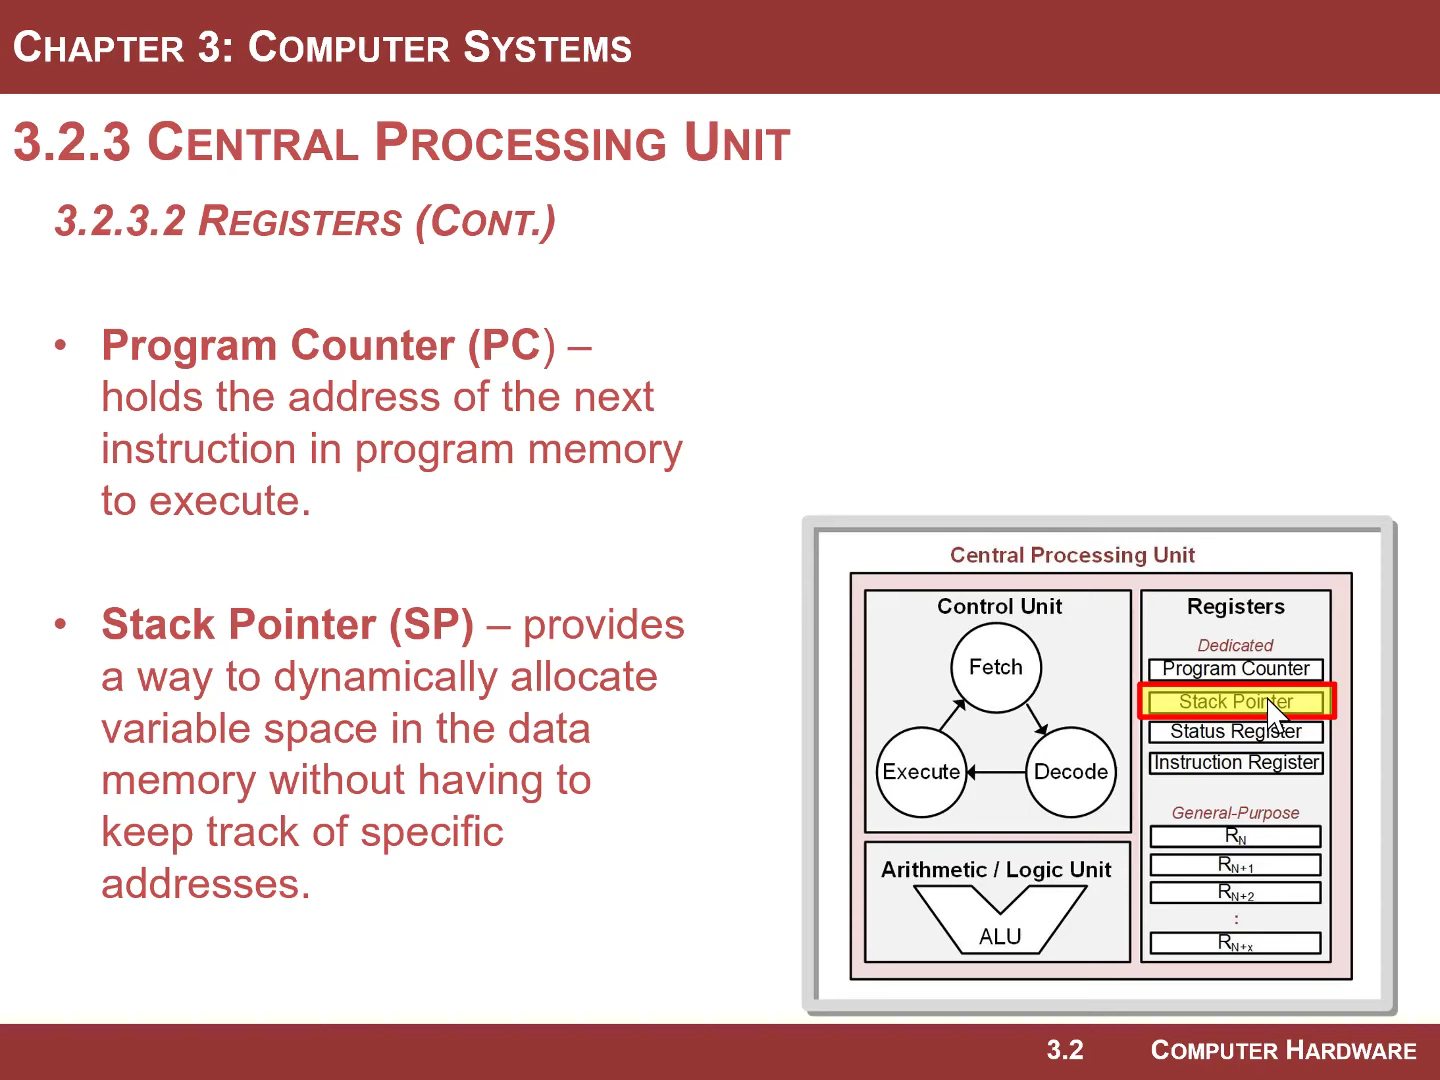 CHAPTER 3: COMPUTER SYSTEMS
3.2.3 CENTRAL PROCESSING UNIT
3.2.3.2 REGISTERS (CONT.)
• Program Counter (PC) –
holds the address of the next
instruction in program memory
to execute.
• Stack Pointer (SP) – provides
a way to dynamically allocate
variable space in the data
memory without having to
keep track of specific
addresses.
Central Processing Unit
Control Unit
Fetch
Execute
Decode
Arithmetic / Logic Unit
ALU
Registers
Dedicated
Program Counter
Stack Pointer
Status Register
Instruction Register
General-Purpose
RN
RN+1
RN+2
:
RN+x
3.2 COMPUTER HARDWARE